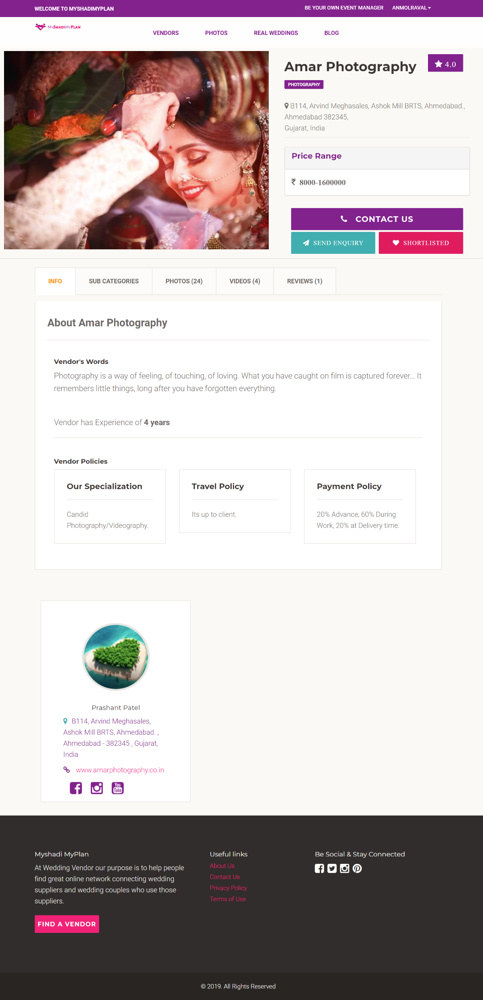 WELCOME TO MYSHADIMYPLAN
BE YOUR OWN EVENT MANAGER
ANMOLRAVAL
MYSHADIMYPLAN
VENDORS
PHOTOS
REAL WEDDINGS
BLOG
Amar Photography
4.0
PHOTOGRAPHY
B114, Arvind Meghasales, Ashok Mill BRTS, Ahmedabad.,
Ahmedabad 382345,
Gujarat, India
Price Range
₹ 8000-1600000
CONTACT US
SEND ENQUIRY
SHORTLISTED
INFO
SUB CATEGORIES
PHOTOS (24)
VIDEOS (4)
REVIEWS (1)
About Amar Photography
Vendor's Words
Photography is a way of feeling, of touching, of loving. What you have caught on film is captured forever... It
remembers little things, long after you have forgotten everything.
Vendor has Experience of 4 years
Vendor Policies
Our Specialization
Candid
Photography/Videography.
Travel Policy
Its up to client.
Payment Policy
20% Advance, 60% During
Work, 20% at Delivery time.
Prashant Patel
B114, Arvind Meghasales,
Ashok Mill BRTS, Ahmedabad. ,
Ahmedabad - 382345 , Gujarat,
India
www.amarphotography.co.in
You
Tube
Myshadi MyPlan
At Wedding Vendor our purpose is to help people
find great online network connecting wedding
suppliers and wedding couples who use those
suppliers.
FIND A VENDOR
Useful links
About Us
Contact Us
Privacy Policy
Terms of Use
Be Social & Stay Connected
© 2019. All Rights Reserved